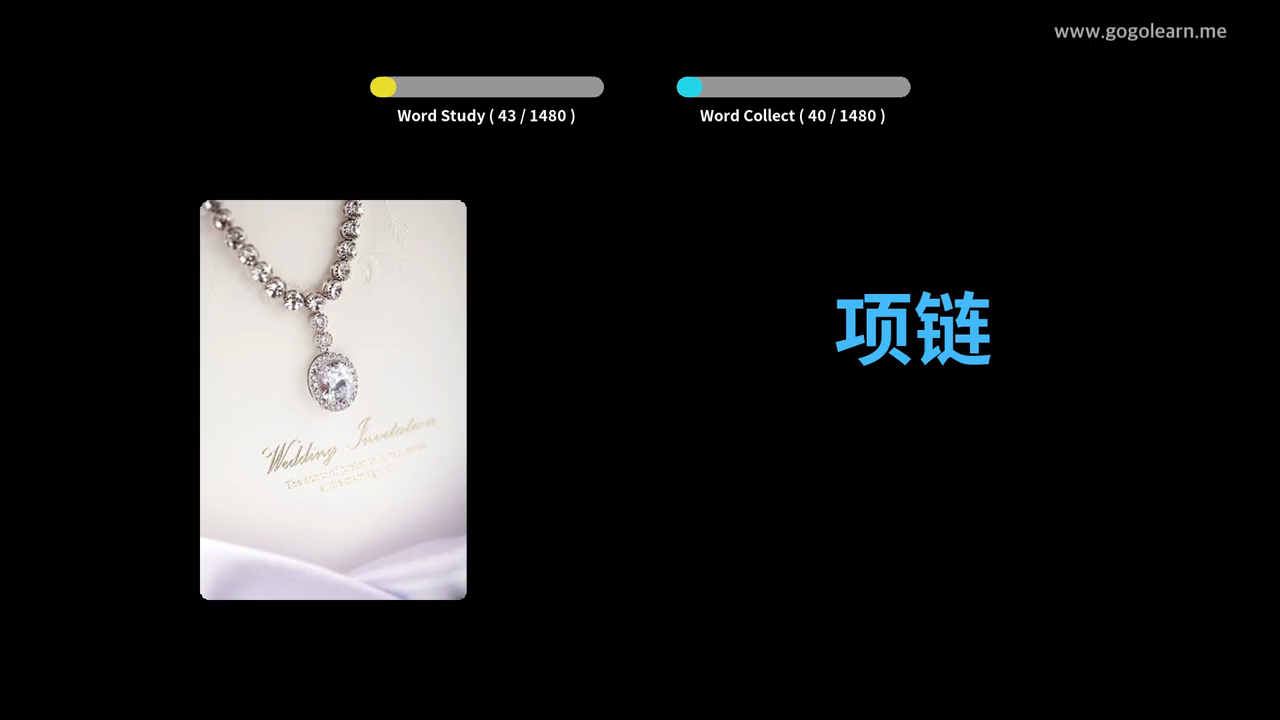 www.gogolearn.me
Word Study ( 43 / 1480 )
Word Collect ( 40 / 1480 )
项链
Wedding Invitation